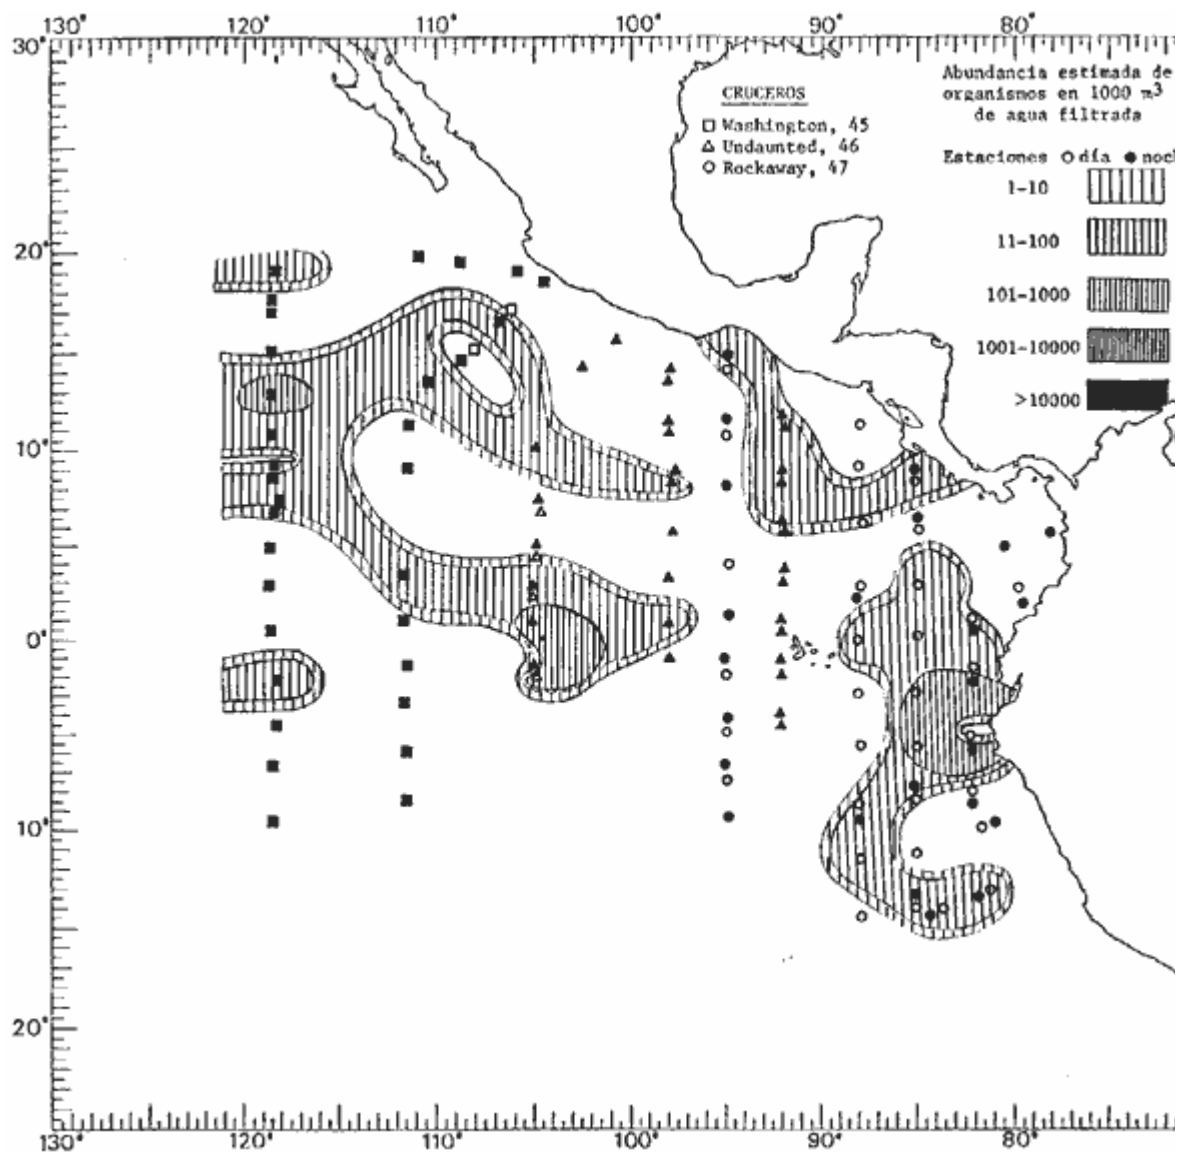 130° 120° 110° 100° 90° 80°
30°
20°
10°
0°
10°
20°
130° 120° 110° 100° 90° 80°
CRUCEROS
Washington, 45
Undaunted, 46
Rockaway, 47
Abundancia estimada de
organismos en 1000 m³
de agua filtrada
Estaciones día
1-10
11-100
101-1000
1001-10000
>10000